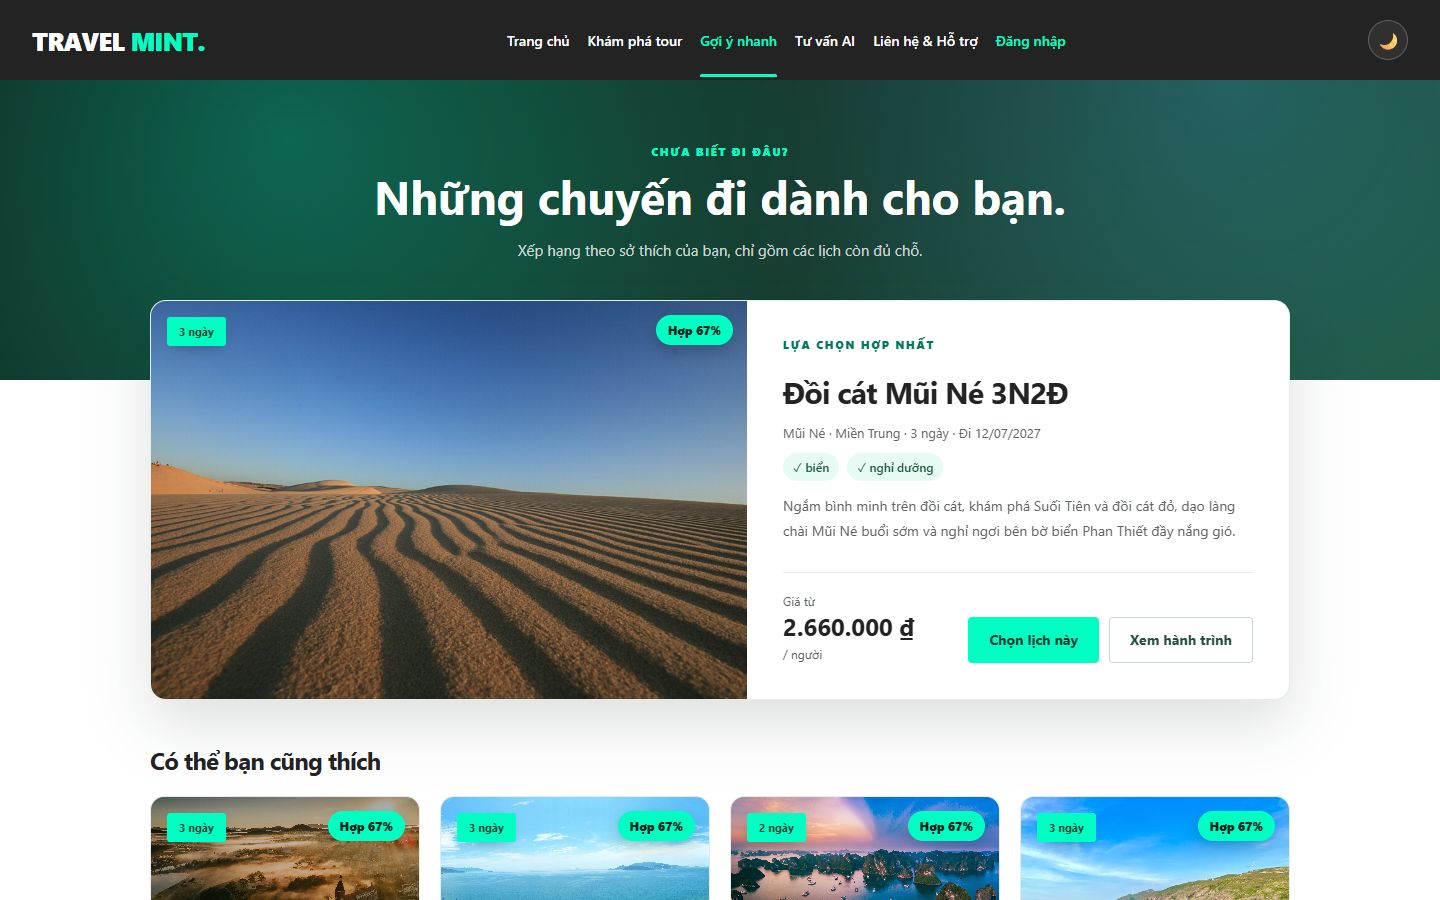 TRAVEL MINT.
Trang chủ
Khám phá tour
Gợi ý nhanh
Tư vấn AI
Liên hệ & Hỗ trợ
Đăng nhập
CHƯA BIẾT ĐI ĐÂU?
Những chuyến đi dành cho bạn.
Xếp hạng theo sở thích của bạn, chỉ gồm các lịch còn đủ chỗ.
3 ngày
Hợp 67%
LỰA CHỌN HỢP NHẤT
Đồi cát Mũi Né 3N2Đ
Mũi Né · Miền Trung · 3 ngày · Đi 12/07/2027
✓ biển
✓ nghỉ dưỡng
Ngắm bình minh trên đồi cát, khám phá Suối Tiên và đồi cát đỏ, dạo làng
chài Mũi Né buổi sớm và nghỉ ngơi bên bờ biển Phan Thiết đầy nắng gió.
Giá từ
2.660.000 ₫
/ người
Chọn lịch này
Xem hành trình
Có thể bạn cũng thích
3 ngày
Hợp 67%
3 ngày
Hợp 67%
2 ngày
Hợp 67%
3 ngày
Hợp 67%